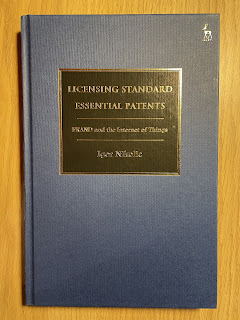 LICENSING STANDARD
ESSENTIAL PATENTS
FRAND and the Internet of Things
Igor Nikolic